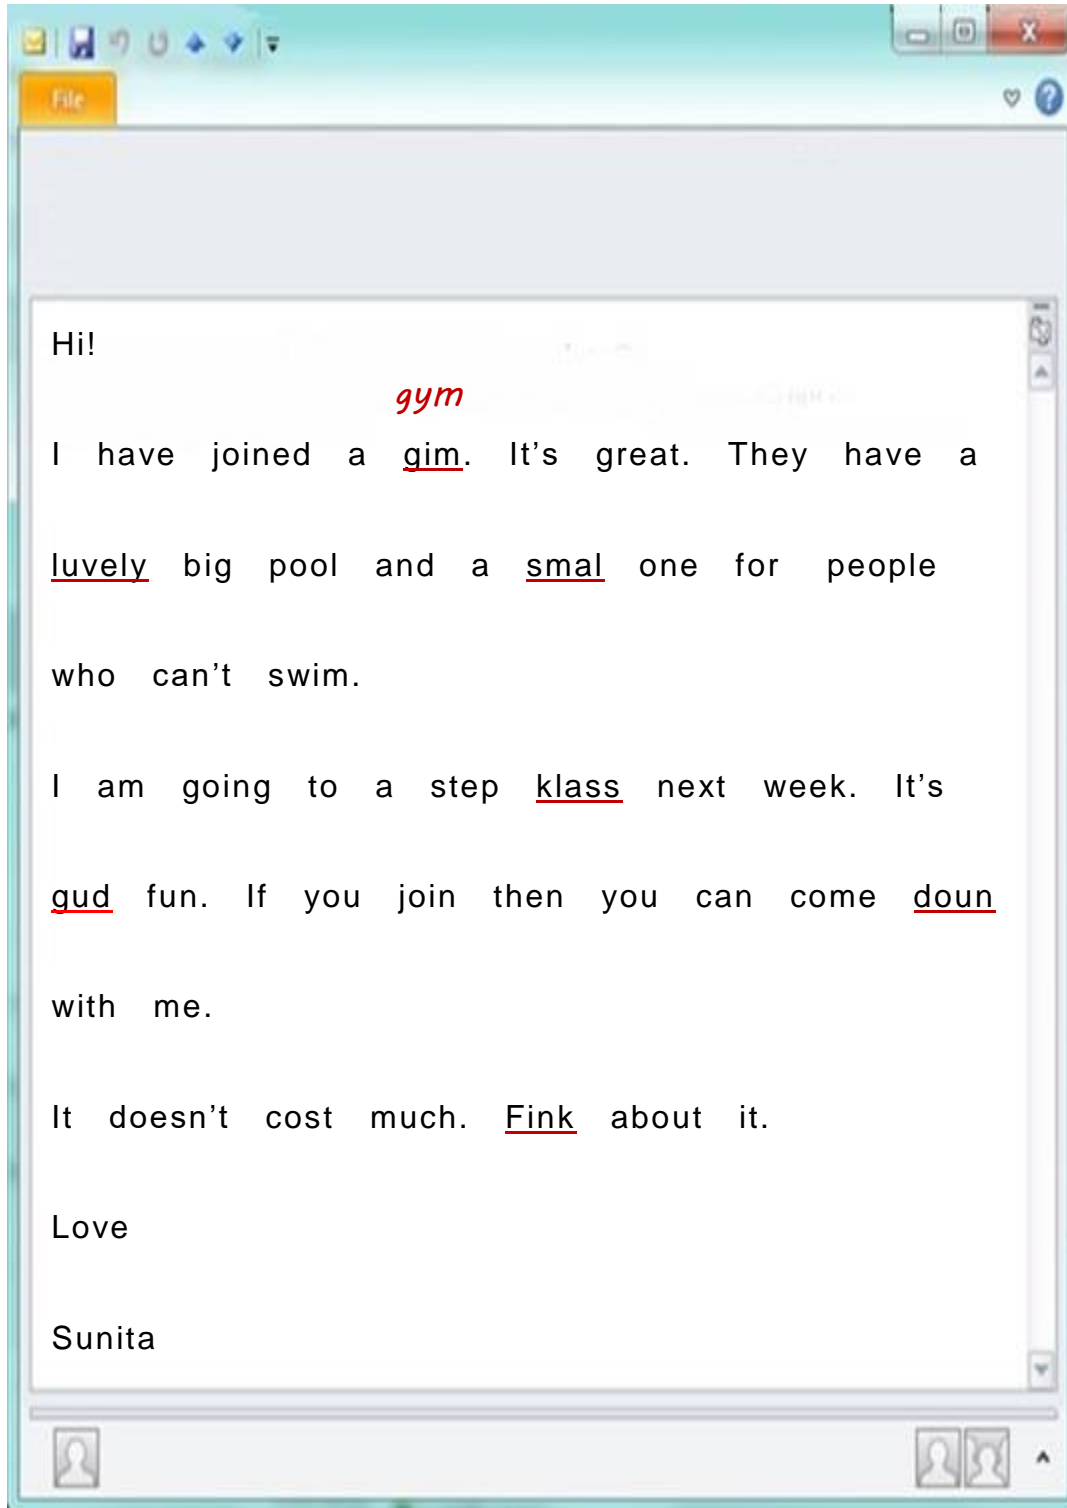 File
Hi!
gym
I have joined a gim. It’s great. They have a
luvely big pool and a smal one for people
who can’t swim.
I am going to a step klass next week. It’s
gud fun. If you join then you can come doun
with me.
It doesn’t cost much. Fink about it.
Love
Sunita